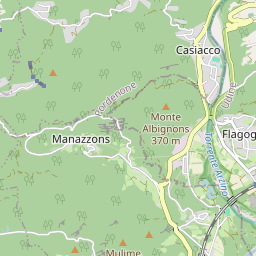 Casiacco
Pordenone
Udine
Monte
Albignons
370 m
Manazzons
Flagog
Torrente Arzino
Mulime